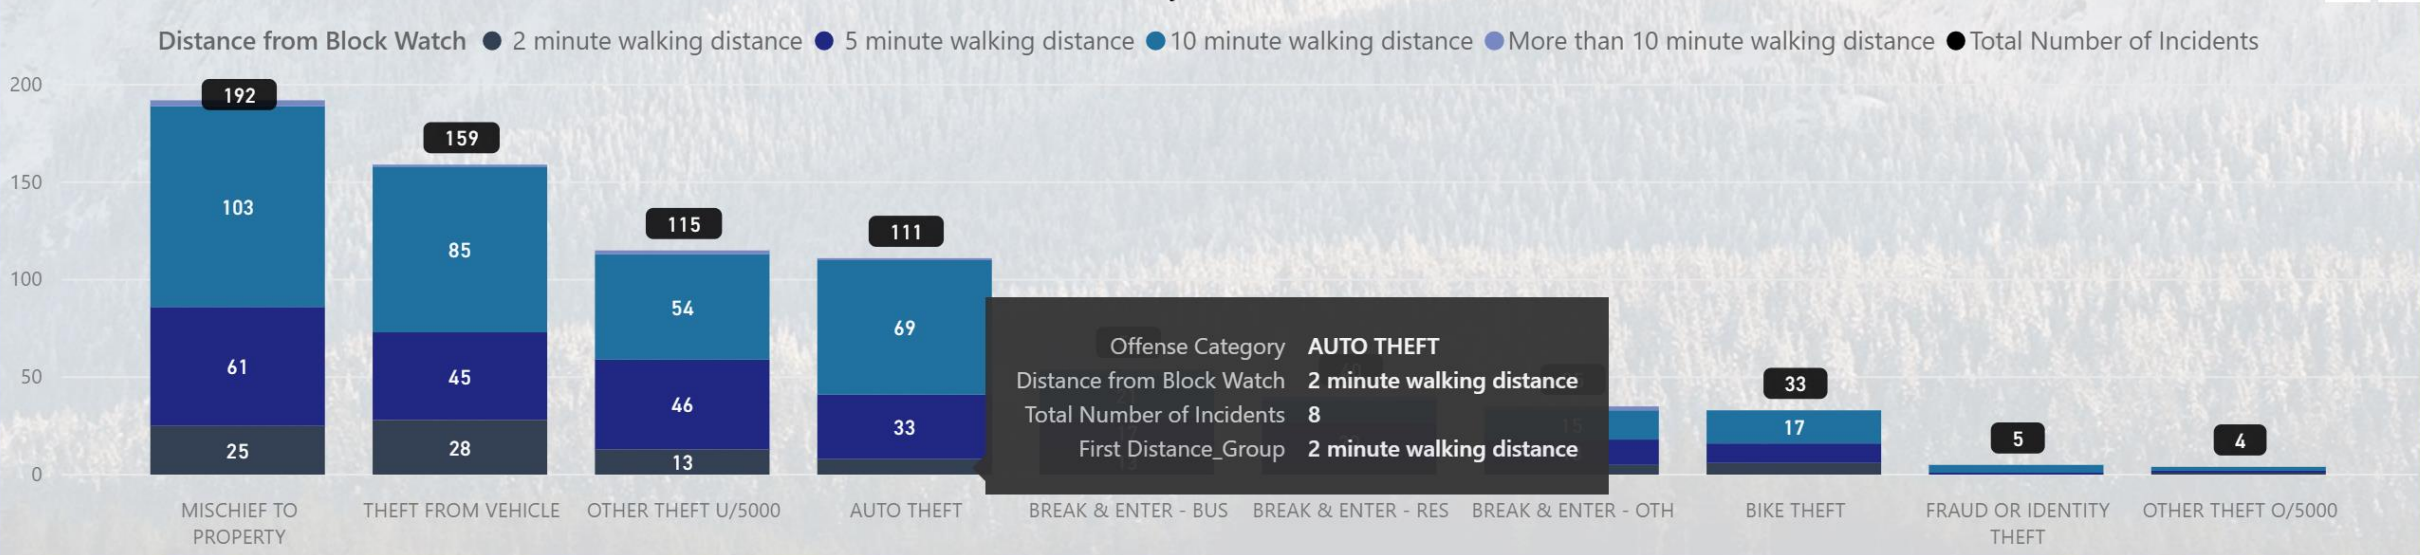 Distance from Block Watch 2 minute walking distance 5 minute walking distance 10 minute walking distance More than 10 minute walking distance Total Number of Incidents
200
150
100
50
0
192
103
61
25
159
85
45
28
115
54
46
13
111
69
33
Offense Category AUTO THEFT
Distance from Block Watch 2 minute walking distance
Total Number of Incidents 8
First Distance_Group 2 minute walking distance
21
13
15
33
17
5
4
MISCHIEF TO
PROPERTY
THEFT FROM VEHICLE
OTHER THEFT U/5000
AUTO THEFT
BREAK & ENTER - BUS
BREAK & ENTER - RES
BREAK & ENTER - OTH
BIKE THEFT
FRAUD OR IDENTITY
THEFT
OTHER THEFT O/5000